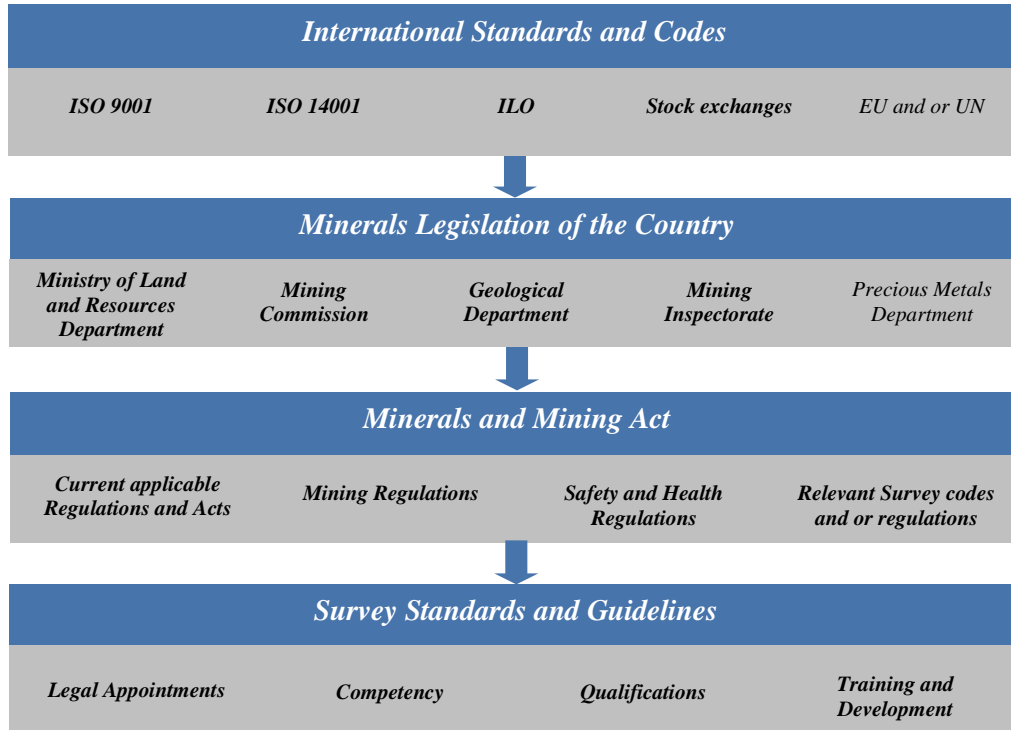 International Standards and Codes
ISO 9001
ISO 14001
ILO
Stock exchanges
EU and or UN
Minerals Legislation of the Country
Ministry of Land
and Resources
Department
Mining
Commission
Geological
Department
Mining
Inspectorate
Precious Metals
Department
Minerals and Mining Act
Current applicable
Regulations and Acts
Mining Regulations
Safety and Health
Regulations
Relevant Survey codes
and or regulations
Survey Standards and Guidelines
Legal Appointments
Competency
Qualifications
Training and
Development